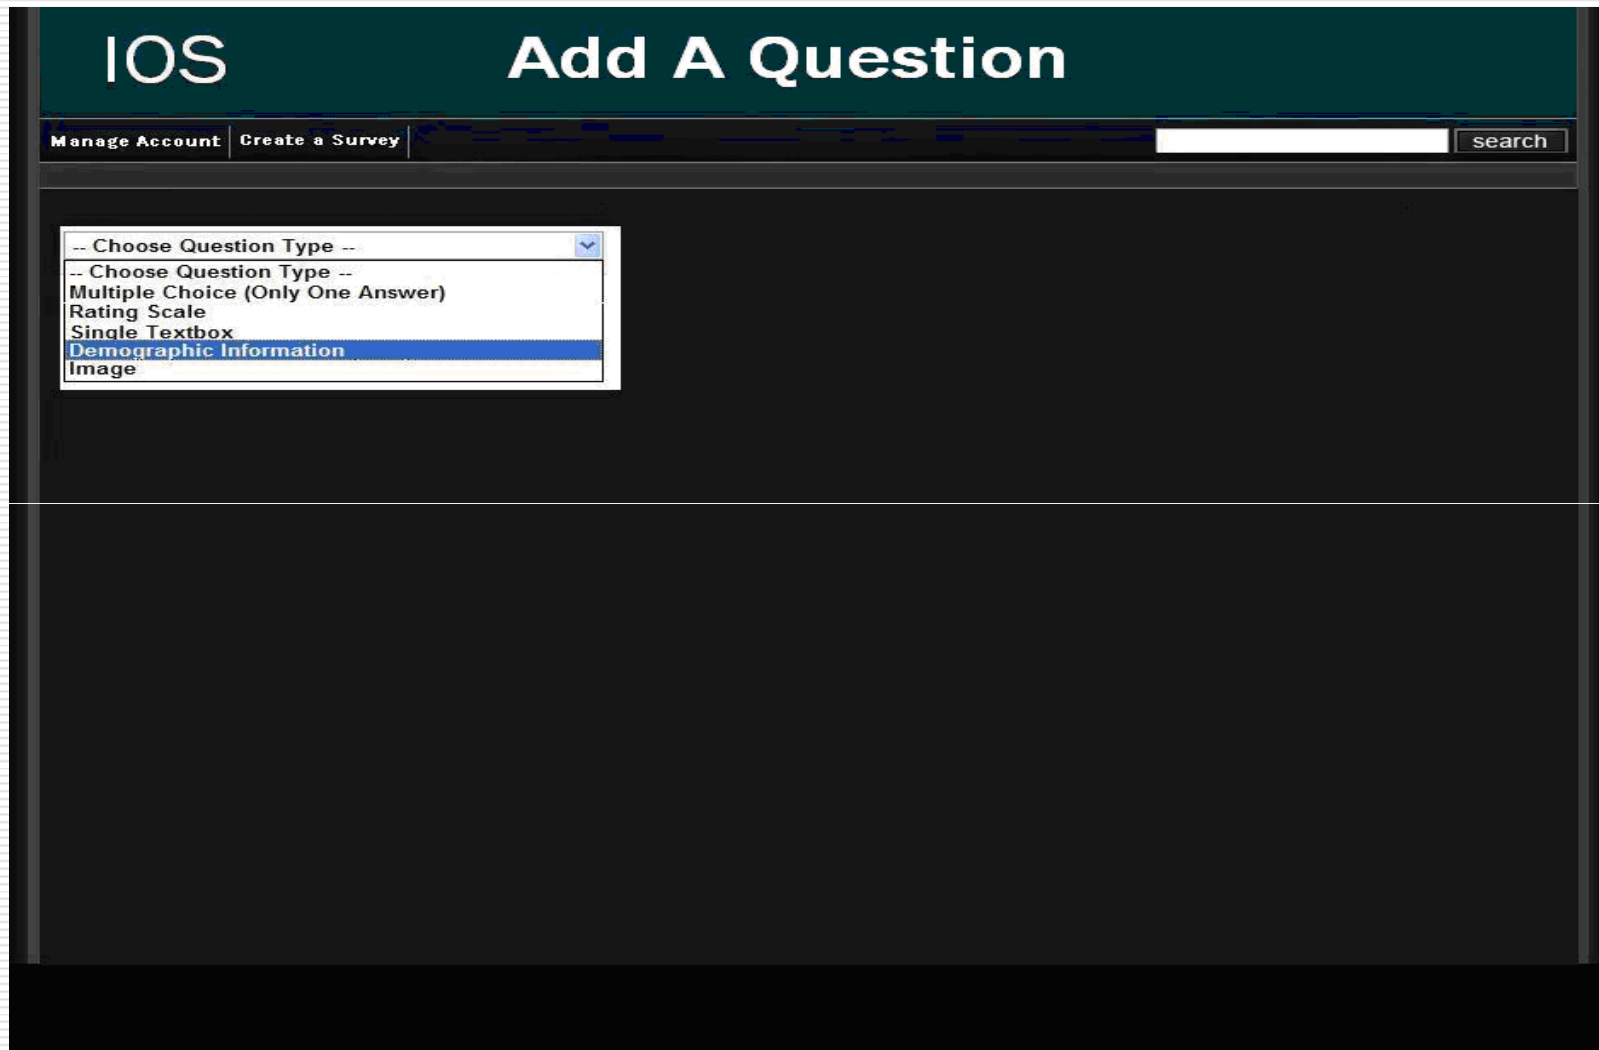 IOS
Add A Question
Manage Account
Create a Survey
search
-- Choose Question Type --
-- Choose Question Type --
Multiple Choice (Only One Answer)
Rating Scale
Single Textbox
Demographic Information
Image